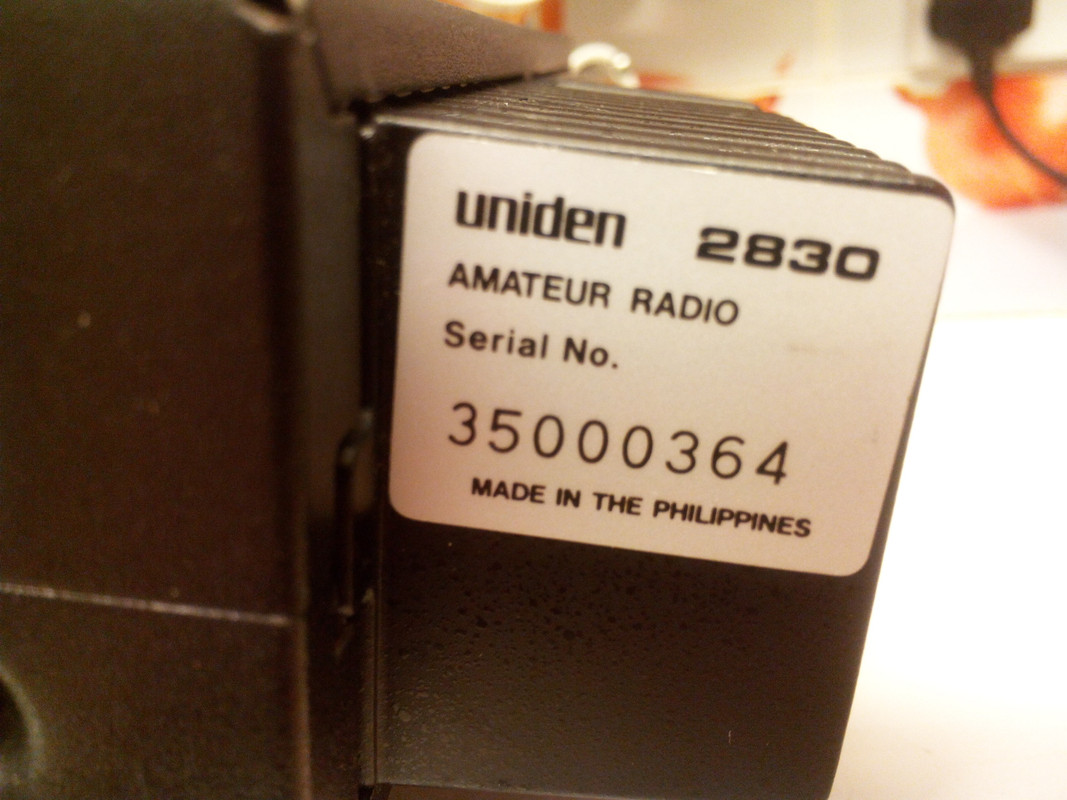 uniden 2830
AMATEUR RADIO
Serial No.
35000364
MADE IN THE PHILIPPINES